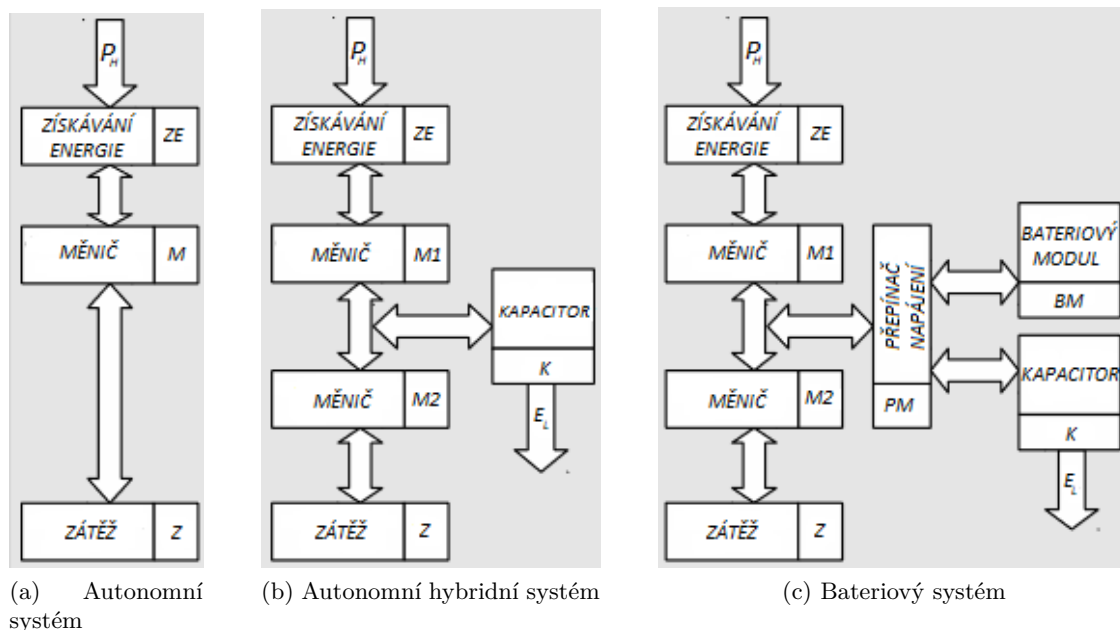 P_H
ZÍSKÁVÁNÍ
ENERGIE
ZE
MĚNIČ
M
ZÁTĚŽ
Z
(a) Autonomní
systém
P_H
ZÍSKÁVÁNÍ
ENERGIE
ZE
MĚNIČ
M1
KAPACITOR
K
E_L
MĚNIČ
M2
ZÁTĚŽ
Z
(b) Autonomní hybridní systém
P_H
ZÍSKÁVÁNÍ
ENERGIE
ZE
MĚNIČ
M1
PŘEPÍNAČ
NAPÁJENÍ
PM
BATERIOVÝ
MODUL
BM
KAPACITOR
K
E_L
MĚNIČ
M2
ZÁTĚŽ
Z
(c) Bateriový systém